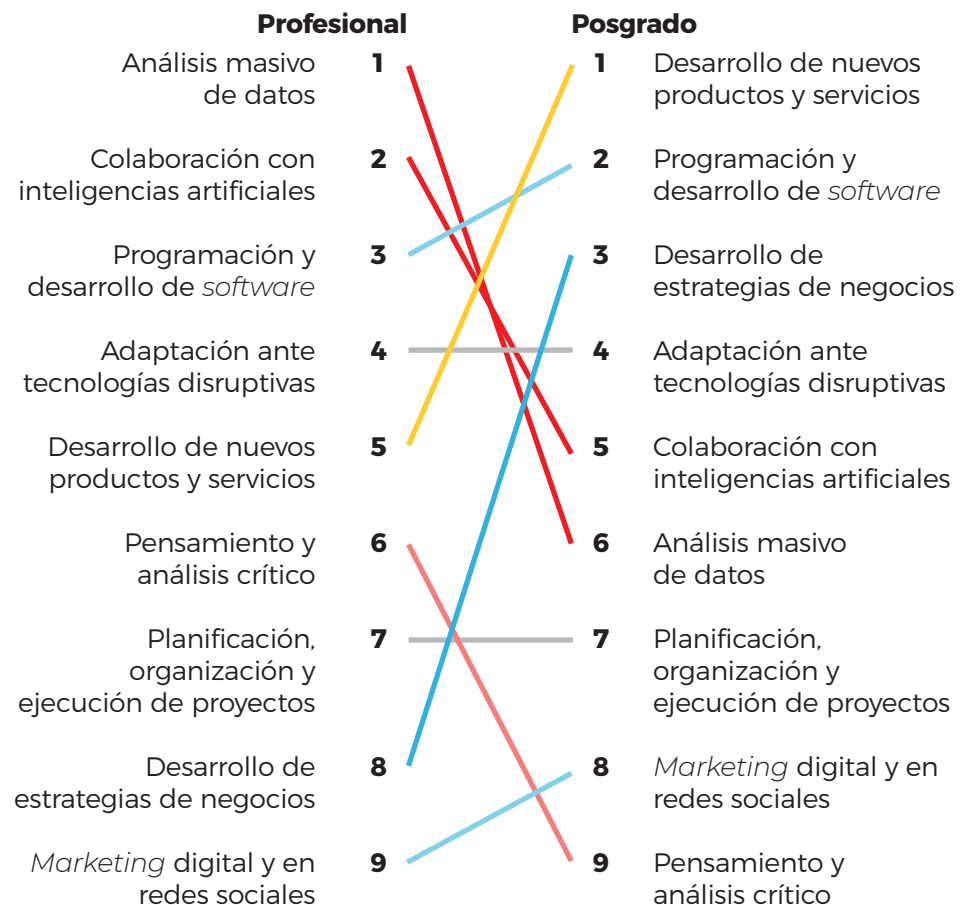 Profesional
Posgrado
Análisis masivo
de datos
1
1
Desarrollo de nuevos
productos y servicios
Colaboración con
inteligencias artificiales
2
2
Programación y
desarrollo de software
Programación y
desarrollo de software
3
3
Desarrollo de
estrategias de negocios
Adaptación ante
tecnologías disruptivas
4
4
Adaptación ante
tecnologías disruptivas
Desarrollo de nuevos
productos y servicios
5
5
Colaboración con
inteligencias artificiales
Pensamiento y
análisis crítico
6
6
Análisis masivo
de datos
Planificación,
organización y
ejecución de proyectos
7
7
Planificación,
organización y
ejecución de proyectos
Desarrollo de
estrategias de negocios
8
8
Marketing digital y en
redes sociales
Marketing digital y en
redes sociales
9
9
Pensamiento y
análisis crítico